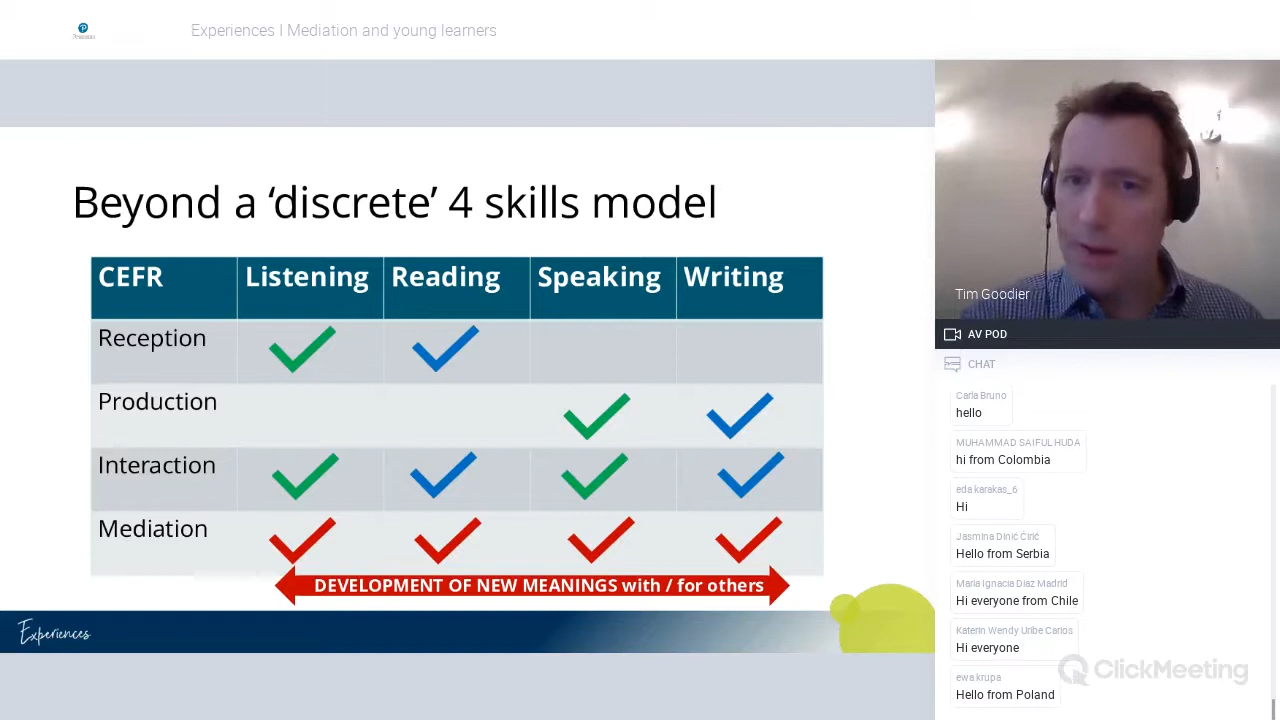 Pearson
Experiences I Mediation and young learners
Beyond a ‘discrete’ 4 skills model
CEFR Listening Reading Speaking Writing
Reception
Production
Interaction
Mediation
DEVELOPMENT OF NEW MEANINGS with / for others
Experiences
Tim Goodier
AV POD
CHAT
Carla Bruno
hello
MUHAMMAD SAIFUL HUDA
hi from Colombia
eda karakas_6
Hi
Jasmina Dinić Ćirić
Hello from Serbia
Maria Ignacia Diaz Madrid
Hi everyone from Chile
Katerin Wendy Uribe Carlos
Hi everyone
ewa.krupa
Hello from Poland
ClickMeeting